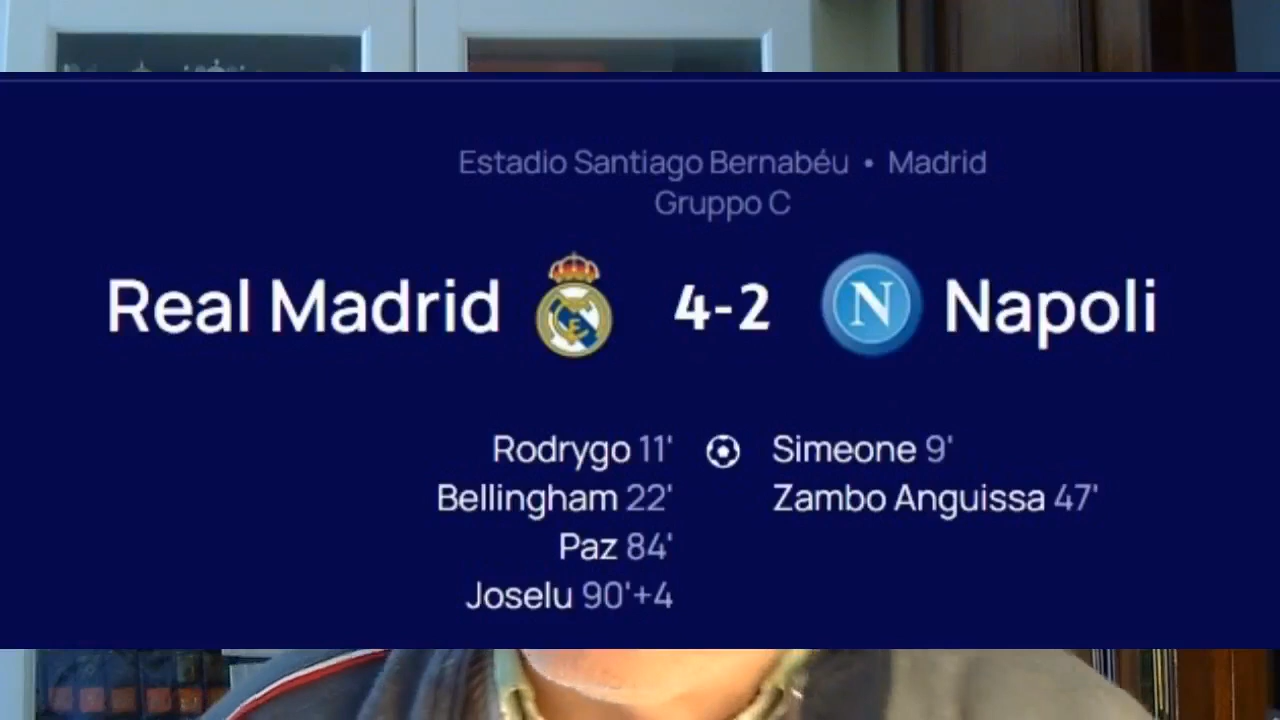 Estadio Santiago Bernabéu • Madrid
Gruppo C
Real Madrid 4-2 N Napoli
Rodrygo 11' Simeone 9'
Bellingham 22' Zambo Anguissa 47'
Paz 84'
Joselu 90'+4